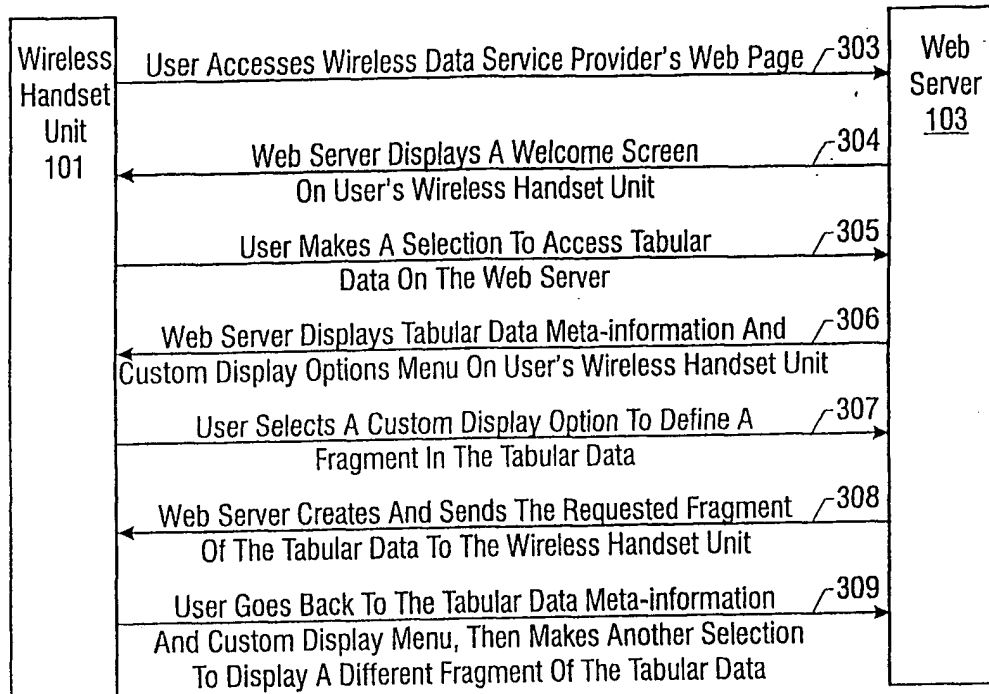 Wireless
Handset
Unit
101
Web
Server
103
User Accesses Wireless Data Service Provider's Web Page
303
Web Server Displays A Welcome Screen
On User's Wireless Handset Unit
304
User Makes A Selection To Access Tabular
Data On The Web Server
305
Web Server Displays Tabular Data Meta-information And
Custom Display Options Menu On User's Wireless Handset Unit
306
User Selects A Custom Display Option To Define A
Fragment In The Tabular Data
307
Web Server Creates And Sends The Requested Fragment
Of The Tabular Data To The Wireless Handset Unit
308
User Goes Back To The Tabular Data Meta-information
And Custom Display Menu, Then Makes Another Selection
To Display A Different Fragment Of The Tabular Data
309